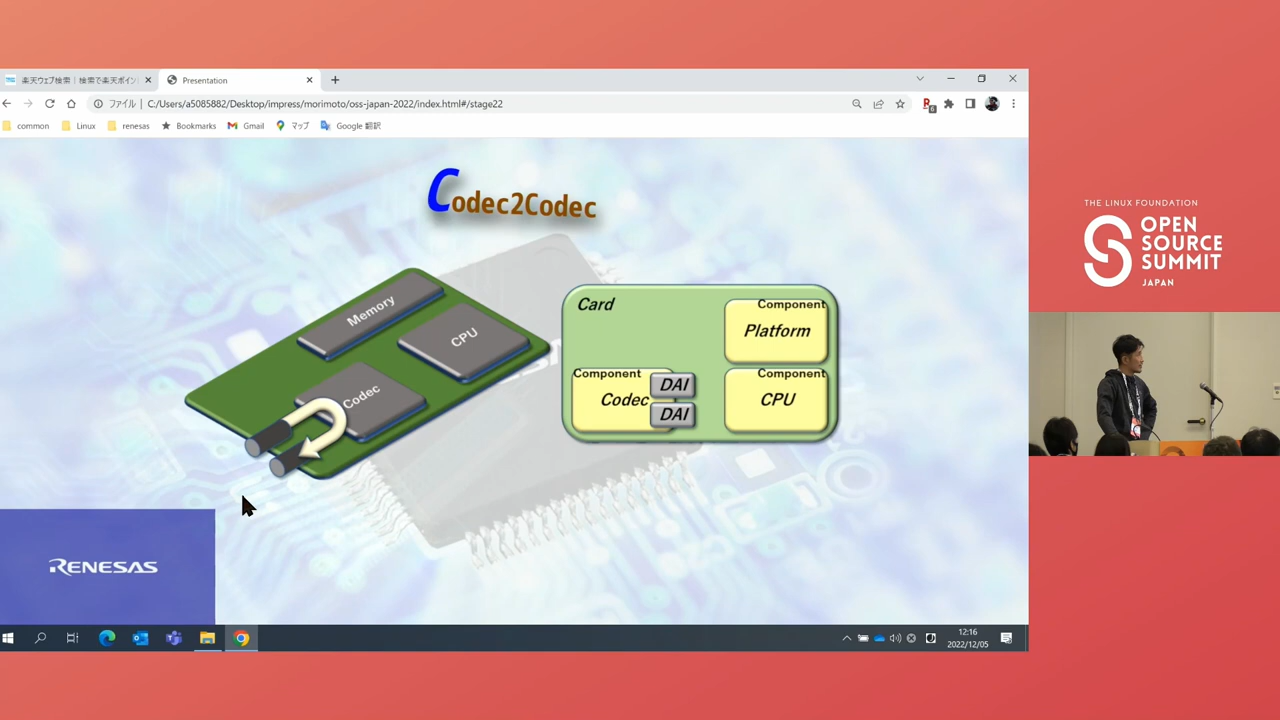 楽天ウェブ検索 | 検索で楽天ポイン
Presentation
ファイル | C:/Users/a5085882/Desktop/impress/morimoto/oss-japan-2022/index.html#/stage22
common
Linux
renesas
Bookmarks
Gmail
マップ
Google 翻訳
Codec2Codec
Memory
CPU
Codec
Card
Component
Platform
Component
Codec
DAI
DAI
Component
CPU
RENESAS
12:16
2022/12/05
THE LINUX FOUNDATION
OPEN
SOURCE
SUMMIT
JAPAN